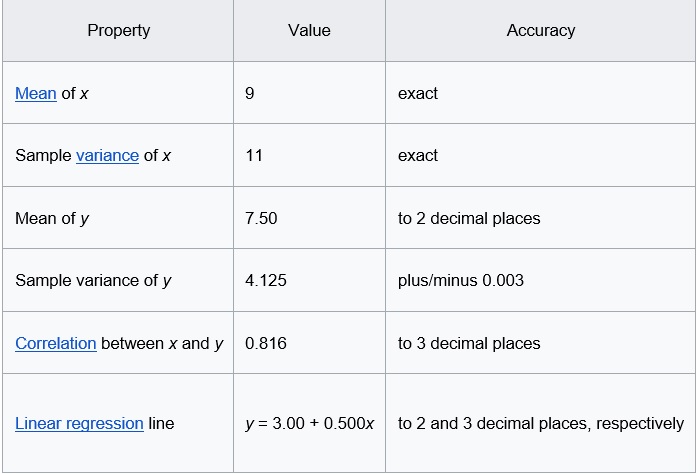 Property Value Accuracy
Mean of x 9 exact
Sample variance of x 11 exact
Mean of y 7.50 to 2 decimal places
Sample variance of y 4.125 plus/minus 0.003
Correlation between x and y 0.816 to 3 decimal places
Linear regression line y = 3.00 + 0.500x to 2 and 3 decimal places, respectively